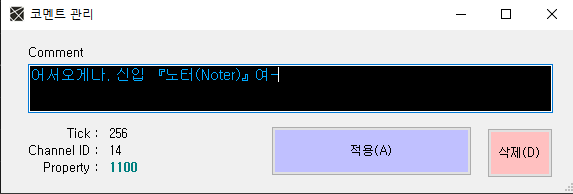 코멘트 관리
Comment
어서오게나, 신입 『노터(Noter)』여-
Tick : 256
Channel ID : 14
Property : 1100
적용(A)
삭제(D)